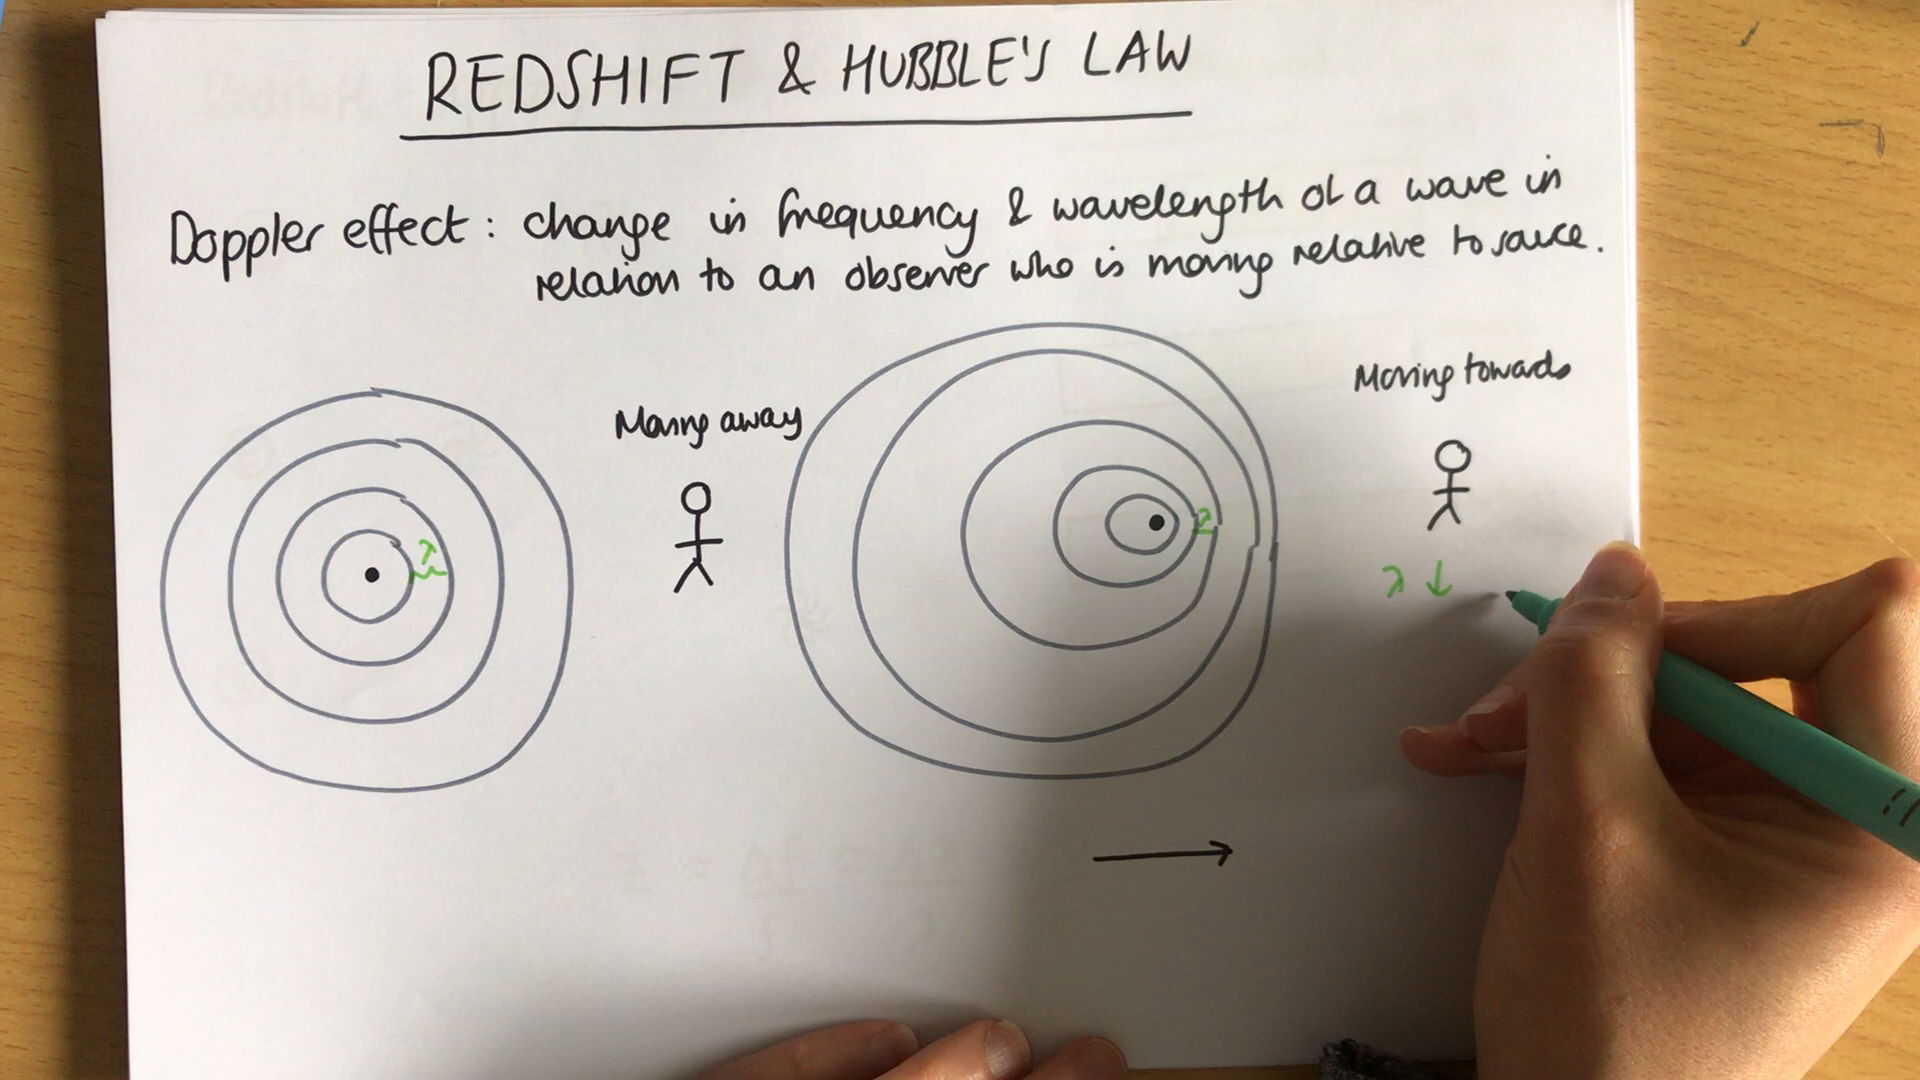 REDSHIFT & HUBBLE'S LAW
Doppler effect : change in frequency & wavelength of a wave in
relation to an observer who is moving relative to source.
Moving towards
Moving away
λ
λ
λ ↓